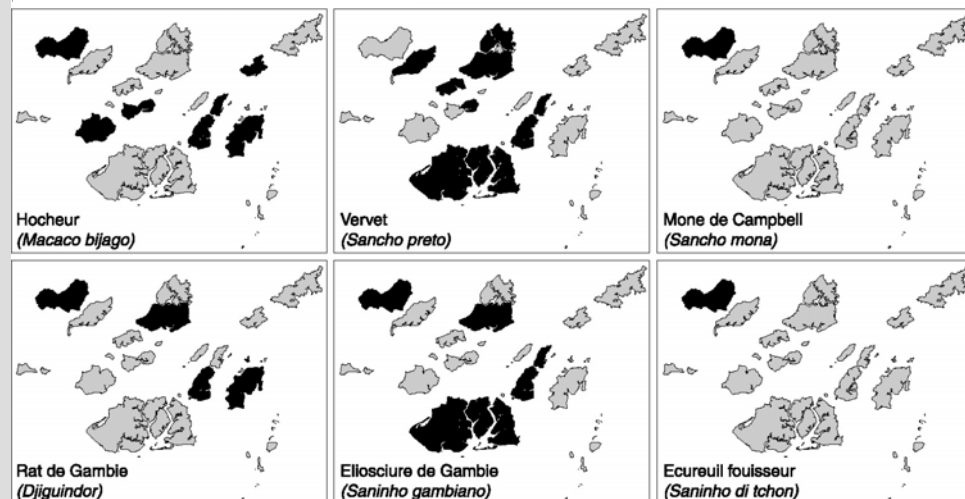 Hocheur
(Macaco bijago)
Vervet
(Sancho preto)
Mone de Campbell
(Sancho mona)
Rat de Gambie
(Djiguindor)
Eliosciure de Gambie
(Saninho gambiano)
Ecureuil fouisseur
(Saninho di tchon)